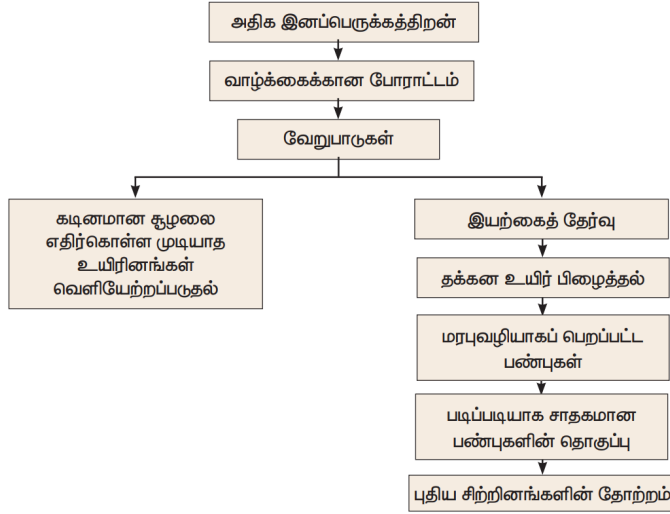 அதிக இனப்பெருக்கத்திறன்
வாழ்க்கைக்கான போராட்டம்
வேறுபாடுகள்
கடினமான சூழலை
எதிர்கொள்ள முடியாத
உயிரினங்கள்
வெளியேற்றப்படுதல்
இயற்கைத் தேர்வு
தக்கன உயிர் பிழைத்தல்
மரபுவழியாகப் பெறப்பட்ட
பண்புகள்
படிப்படியாக சாதகமான
பண்புகளின் தொகுப்பு
புதிய சிற்றினங்களின் தோற்றம்